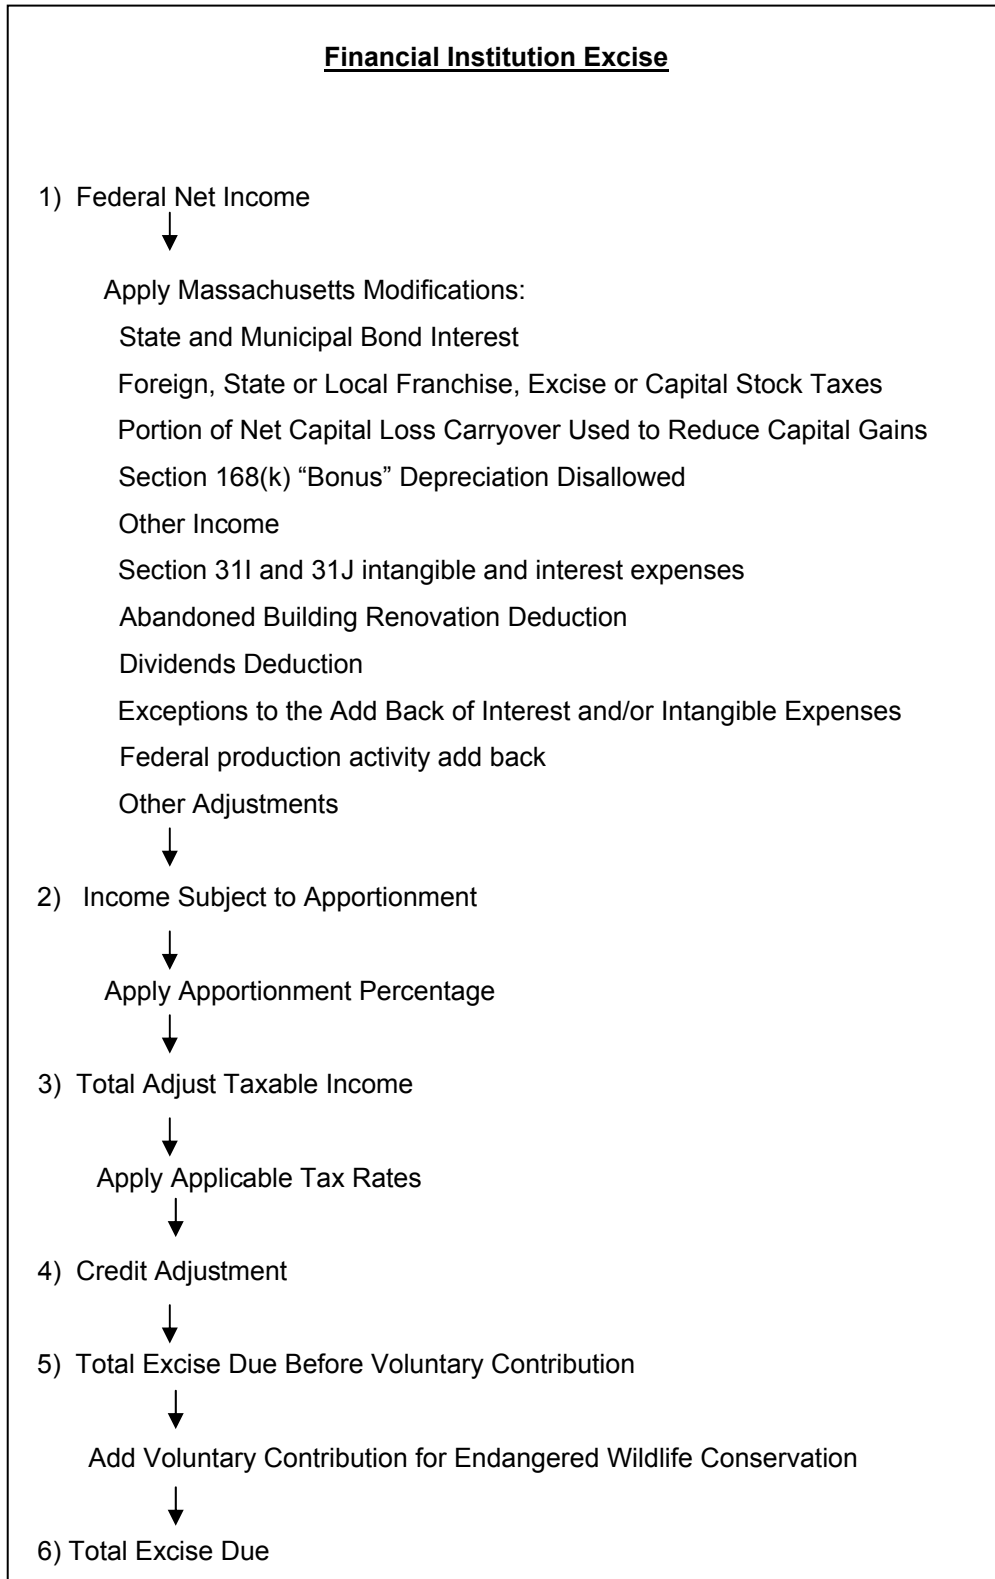 Financial Institution Excise
1) Federal Net Income
Apply Massachusetts Modifications:
State and Municipal Bond Interest
Foreign, State or Local Franchise, Excise or Capital Stock Taxes
Portion of Net Capital Loss Carryover Used to Reduce Capital Gains
Section 168(k) “Bonus” Depreciation Disallowed
Other Income
Section 31I and 31J intangible and interest expenses
Abandoned Building Renovation Deduction
Dividends Deduction
Exceptions to the Add Back of Interest and/or Intangible Expenses
Federal production activity add back
Other Adjustments
2) Income Subject to Apportionment
Apply Apportionment Percentage
3) Total Adjust Taxable Income
Apply Applicable Tax Rates
4) Credit Adjustment
5) Total Excise Due Before Voluntary Contribution
Add Voluntary Contribution for Endangered Wildlife Conservation
6) Total Excise Due